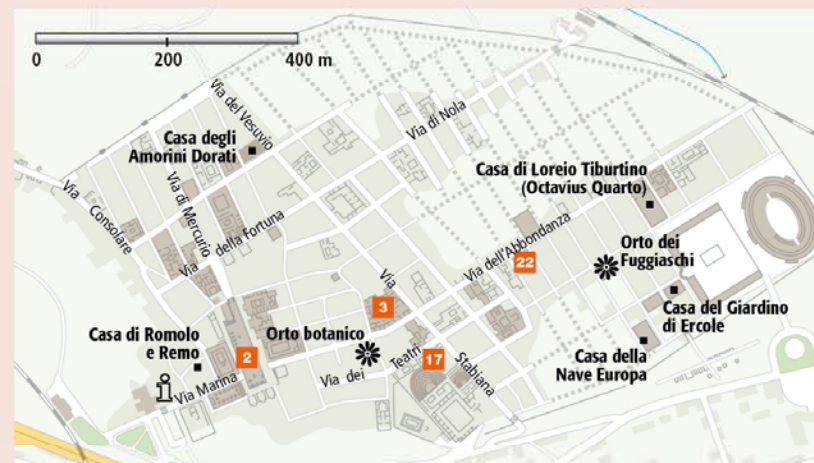 0
200
400 m
Via del Vesuvio
Via di Nola
Casa degli
Amorini Dorati
Casa di Loreio Tiburtino
(Octavius Quarto)
Via Consolare
Via di Mercurio
Via della Fortuna
Via dell'Abbondanza
22
Orto dei
Fuggiaschi
Via Stabiana
3
Casa del Giardino
di Ercole
Casa di Romolo
e Remo
2
Orto botanico
17
Via dei Teatri
Casa della
Nave Europa
i
Via Marina